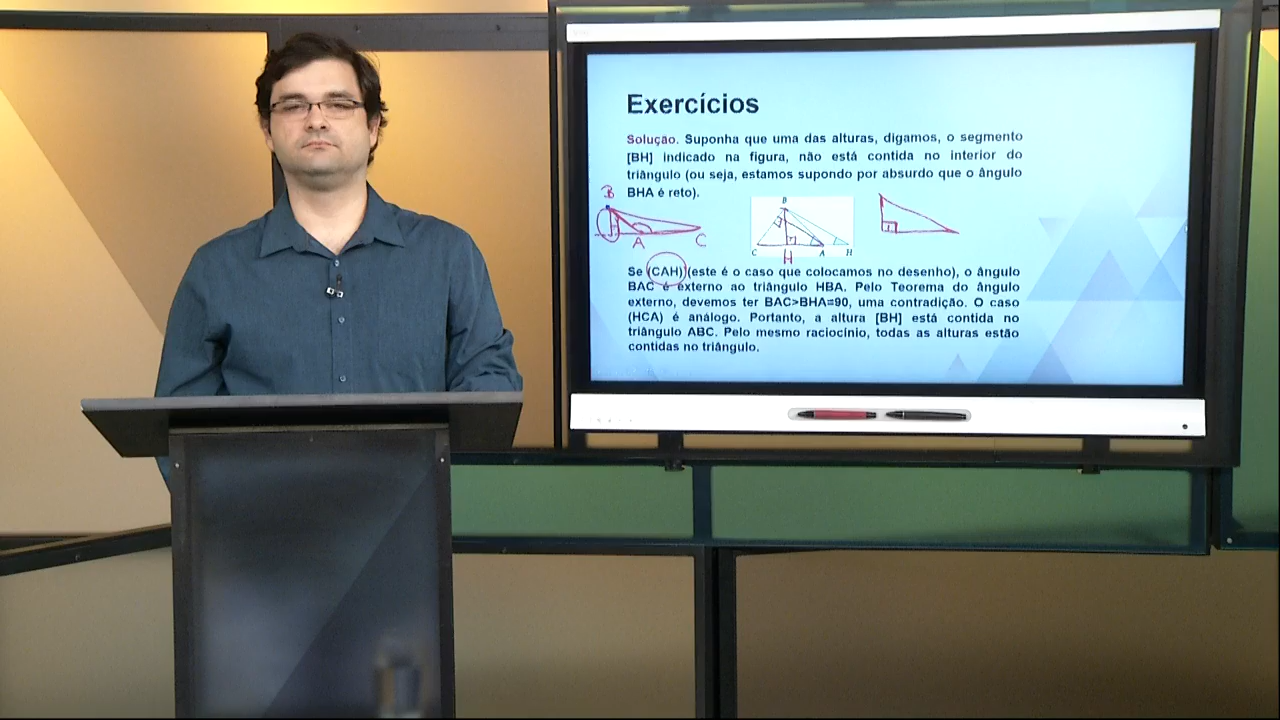 Exercícios
Solução. Suponha que uma das alturas, digamos, o segmento
[BH] indicado na figura, não está contida no interior do
triângulo (ou seja, estamos supondo por absurdo que o ângulo
BHA é reto).
B
A
C
B
C
H
A
H
Se (CAH) (este é o caso que colocamos no desenho), o ângulo
BAC é externo ao triângulo HBA. Pelo Teorema do ângulo
externo, devemos ter BAC>BHA=90, uma contradição. O caso
(HCA) é análogo. Portanto, a altura [BH] está contida no
triângulo ABC. Pelo mesmo raciocínio, todas as alturas estão
contidas no triângulo.